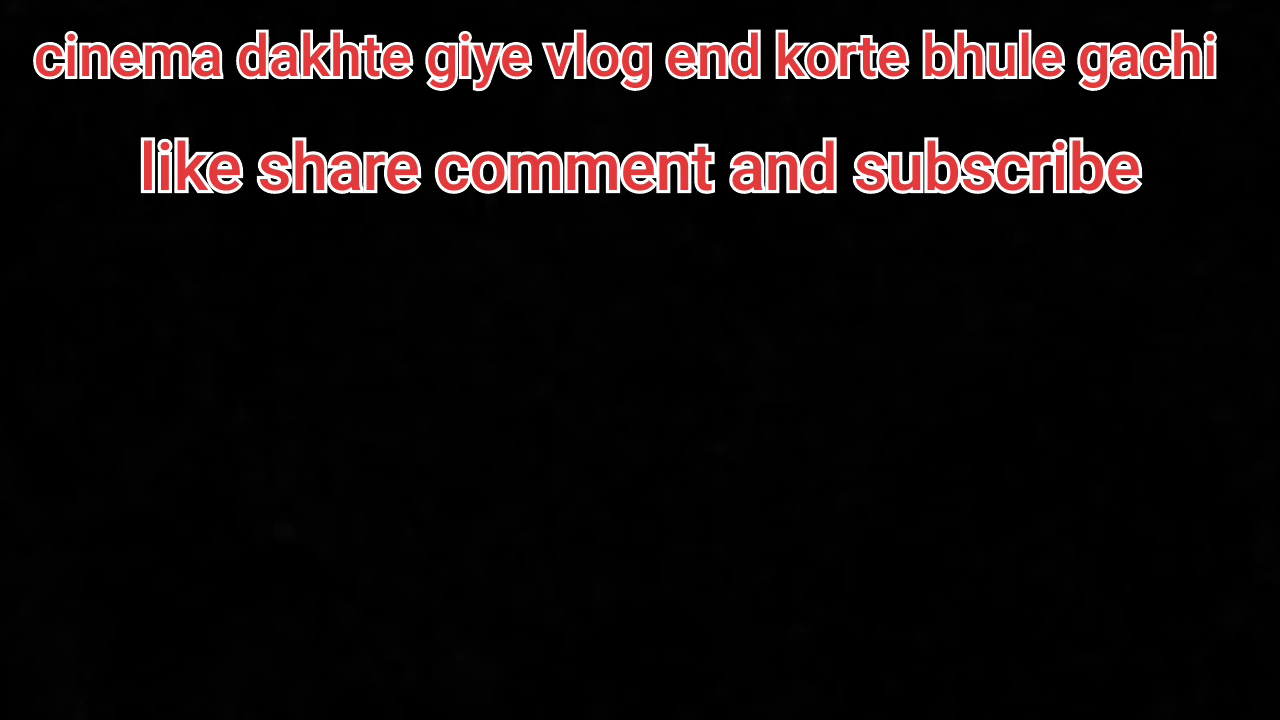 cinema dakhte giye vlog end korte bhule gachi
like share comment and subscribe